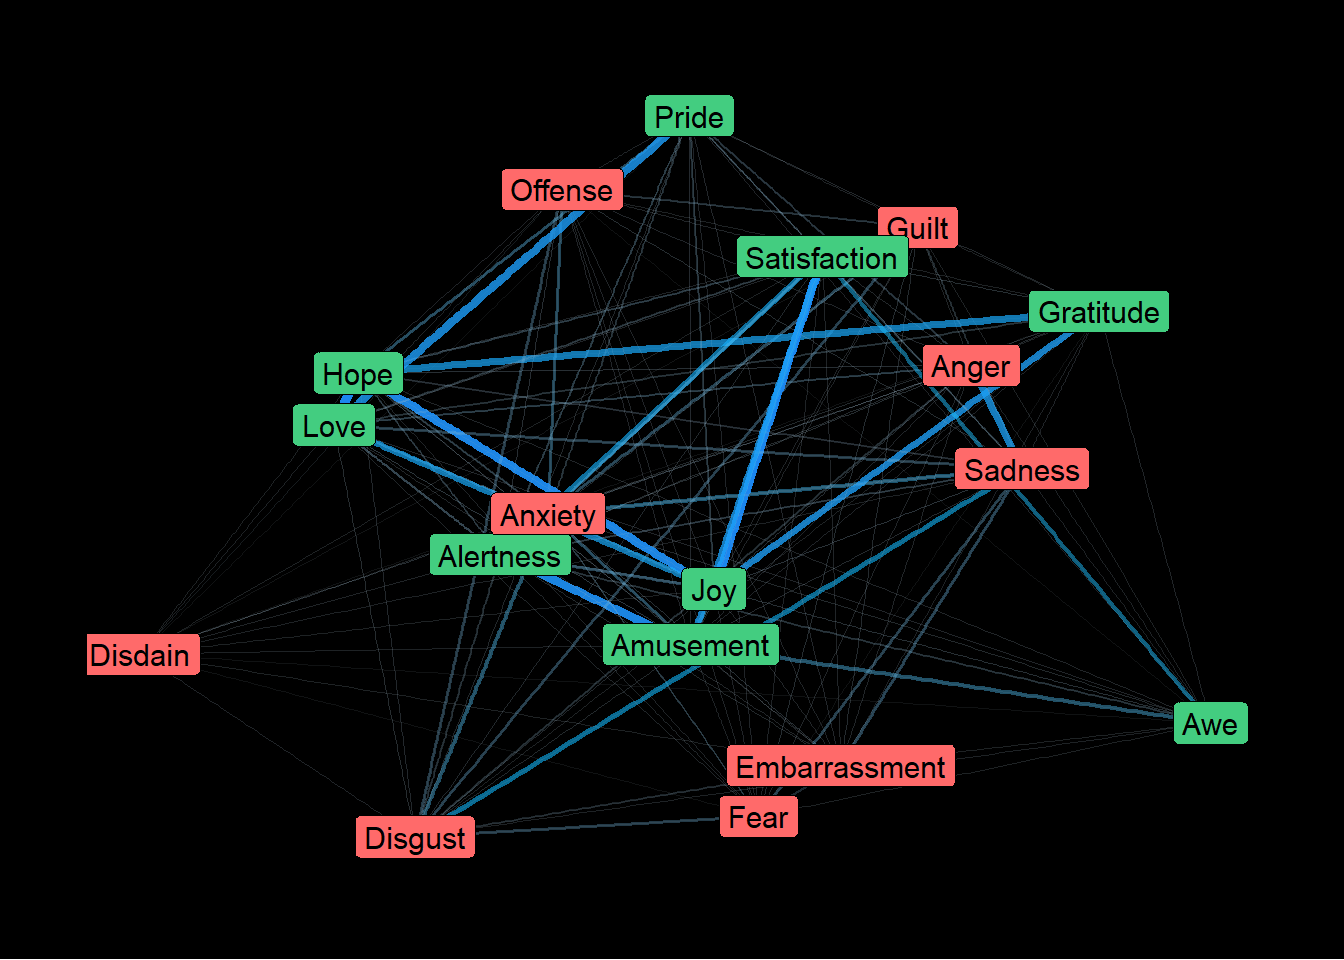 Pride
Offense
Guilt
Satisfaction
Gratitude
Anger
Hope
Love
Sadness
Anxiety
Alertness
Joy
Amusement
Disdain
Awe
Embarrassment
Fear
Disgust